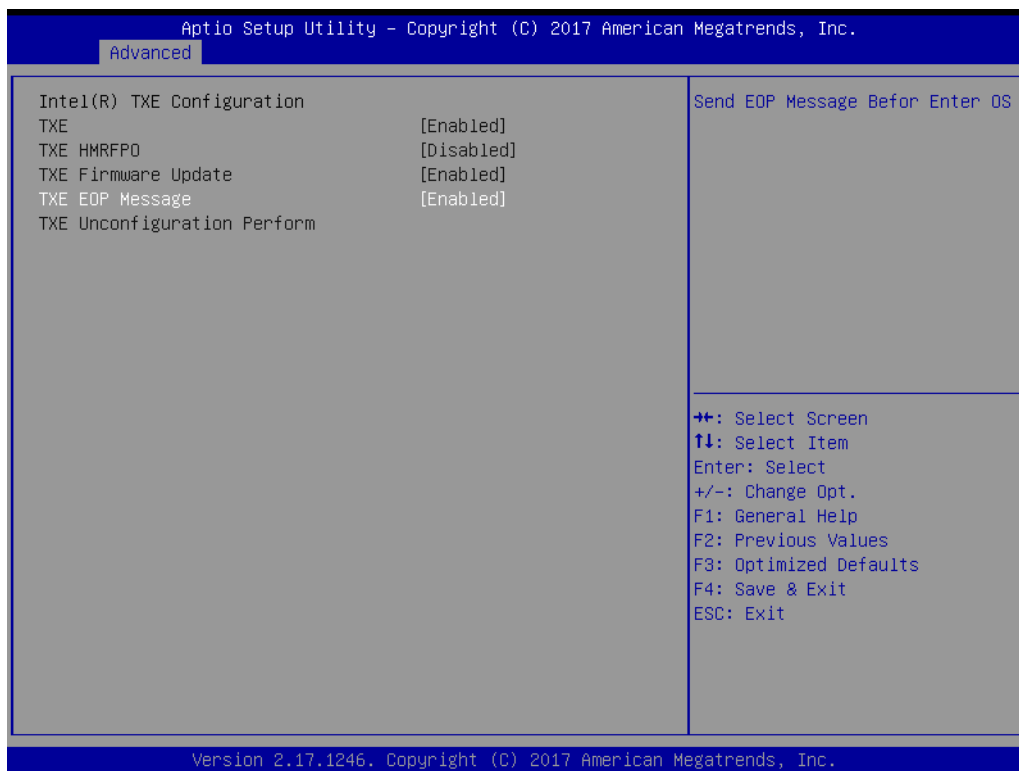 Aptio Setup Utility – Copyright (C) 2017 American Megatrends, Inc.
Advanced
Intel(R) TXE Configuration
TXE [Enabled]
TXE HMRFPO [Disabled]
TXE Firmware Update [Enabled]
TXE EOP Message [Enabled]
TXE Unconfiguration Perform
Send EOP Message Befor Enter OS
→←: Select Screen
↑↓: Select Item
Enter: Select
+/-: Change Opt.
F1: General Help
F2: Previous Values
F3: Optimized Defaults
F4: Save & Exit
ESC: Exit
Version 2.17.1246. Copyright (C) 2017 American Megatrends, Inc.